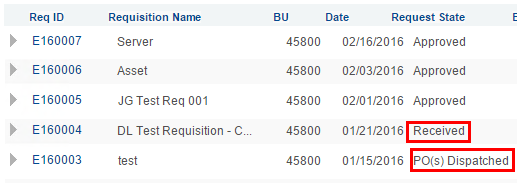 Req ID Requisition Name BU Date Request State
E160007 Server 45800 02/16/2016 Approved
E160006 Asset 45800 02/03/2016 Approved
E160005 JG Test Req 001 45800 02/01/2016 Approved
E160004 DL Test Requisition - C... 45800 01/21/2016 Received
E160003 test 45800 01/15/2016 PO(s) Dispatched